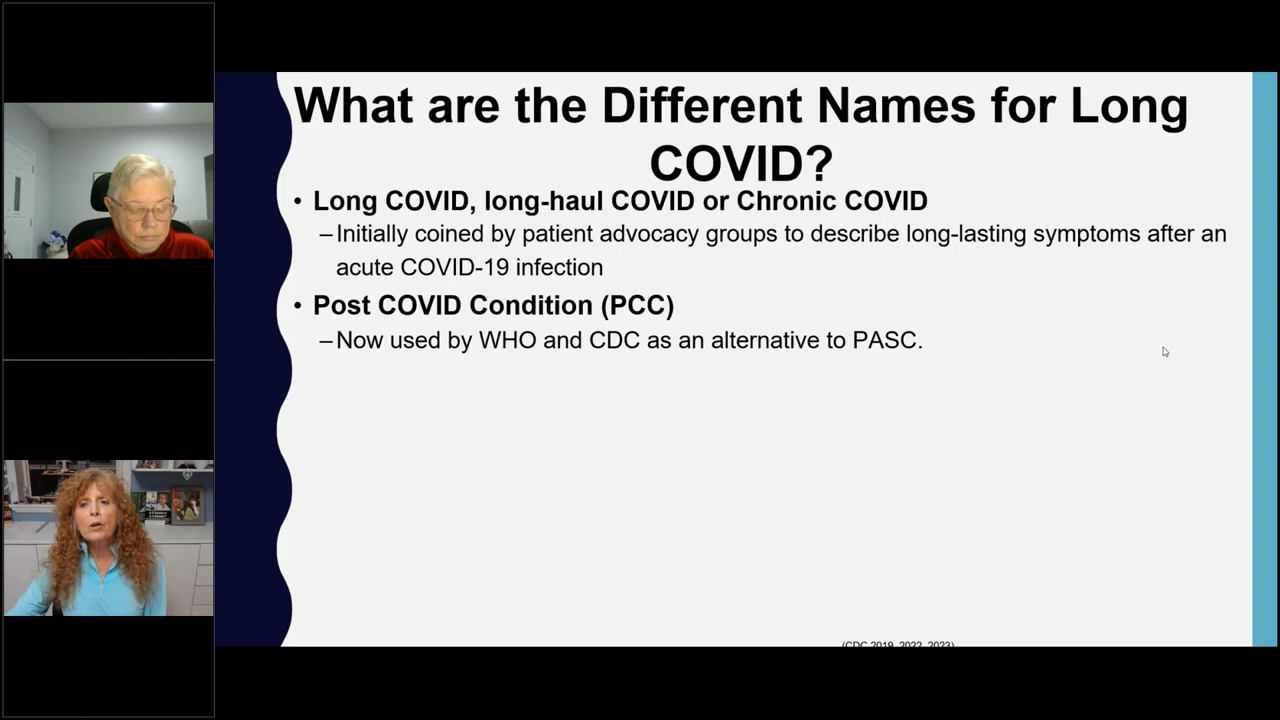 What are the Different Names for Long
COVID?
• Long COVID, long-haul COVID or Chronic COVID
–Initially coined by patient advocacy groups to describe long-lasting symptoms after an
acute COVID-19 infection
• Post COVID Condition (PCC)
–Now used by WHO and CDC as an alternative to PASC.
(CDC 2019, 2022, 2023)